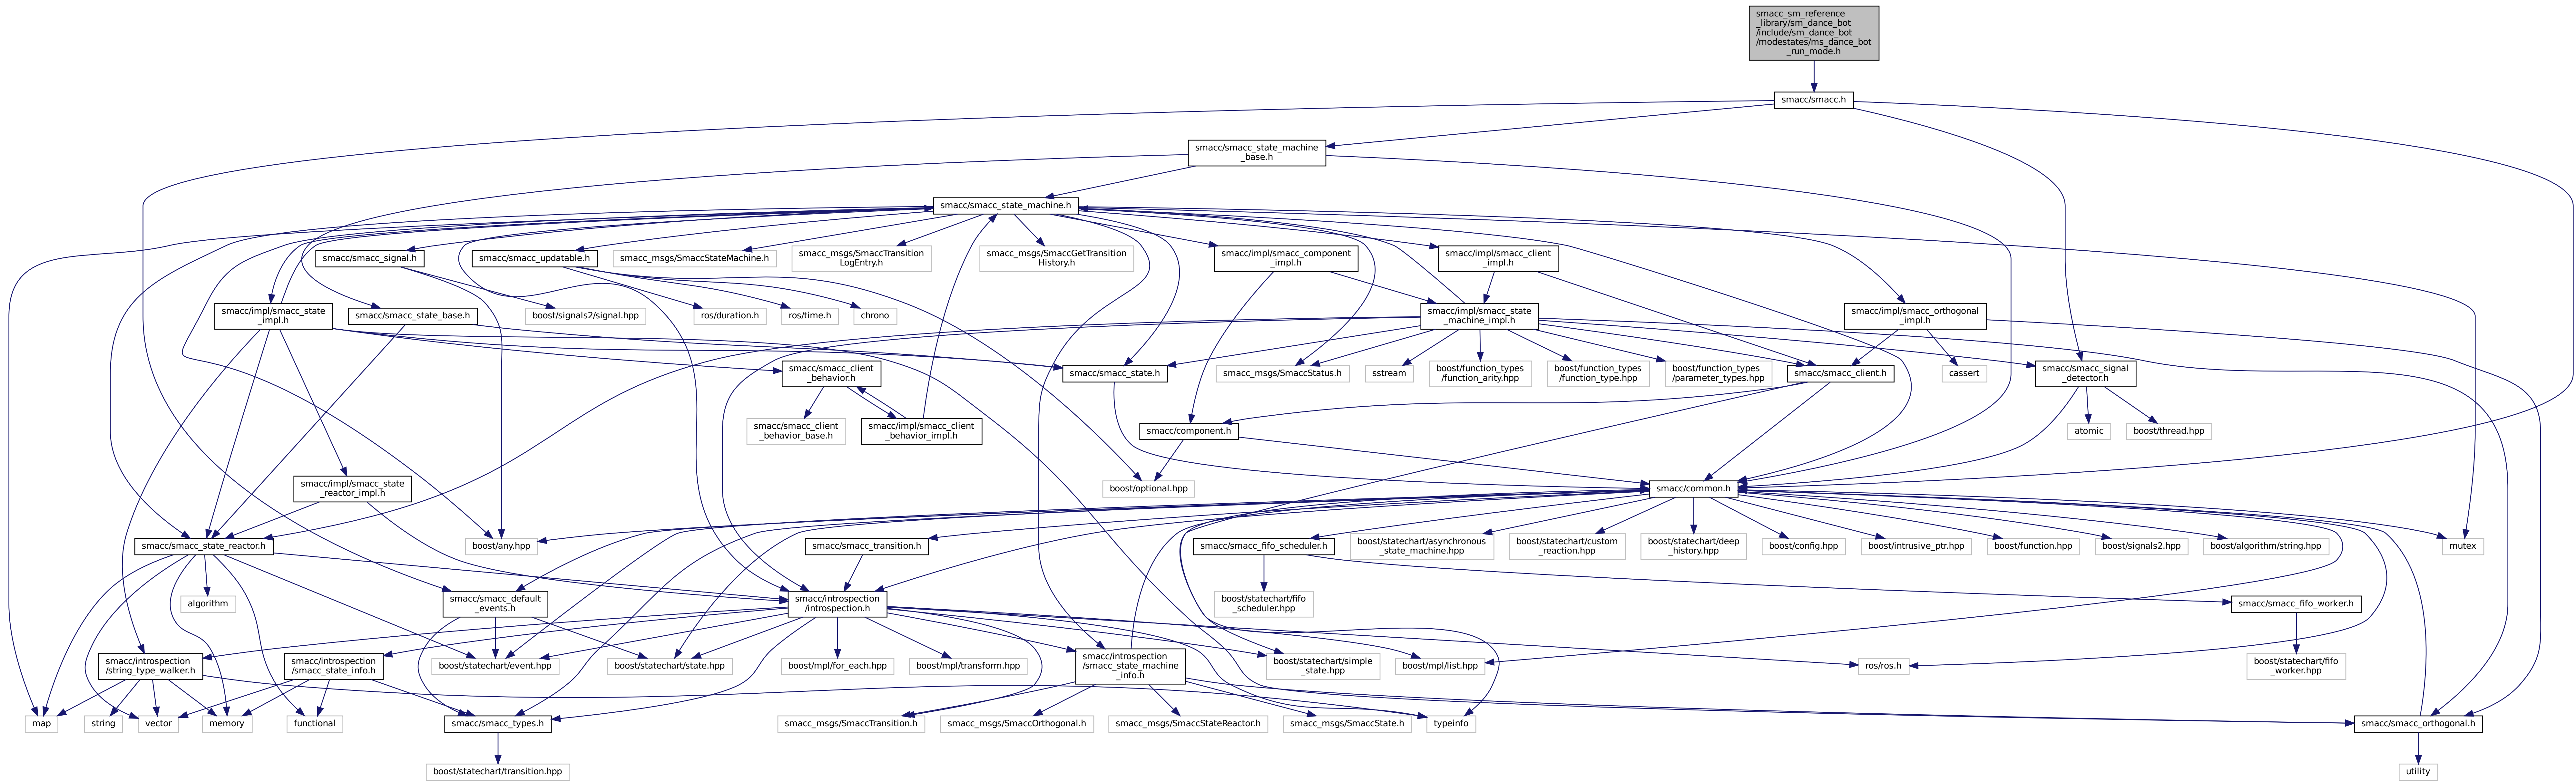 smacc_sm_reference
_library/sm_dance_bot
/include/sm_dance_bot
/modestates/ms_dance_bot
_run_mode.h
smacc/smacc.h
smacc/smacc_state_machine
_base.h
smacc/smacc_state_machine.h
smacc/smacc_signal.h
smacc/smacc_updatable.h
smacc_msgs/SmaccStateMachine.h
smacc_msgs/SmaccTransition
LogEntry.h
smacc_msgs/SmaccGetTransition
History.h
smacc/impl/smacc_component
_impl.h
smacc/impl/smacc_client
_impl.h
smacc/impl/smacc_state
_impl.h
smacc/smacc_state_base.h
boost/signals2/signal.hpp
ros/duration.h
ros/time.h
chrono
smacc/impl/smacc_state
_machine_impl.h
smacc/impl/smacc_orthogonal
_impl.h
smacc/smacc_client
_behavior.h
smacc/smacc_state.h
smacc_msgs/SmaccStatus.h
sstream
boost/function_types
/function_arity.hpp
boost/function_types
/function_type.hpp
boost/function_types
/parameter_types.hpp
smacc/smacc_client.h
cassert
smacc/smacc_signal
_detector.h
smacc/smacc_client
_behavior_base.h
smacc/impl/smacc_client
_behavior_impl.h
smacc/component.h
atomic
boost/thread.hpp
smacc/impl/smacc_state
_reactor_impl.h
boost/optional.hpp
smacc/common.h
smacc/smacc_state_reactor.h
boost/any.hpp
smacc/smacc_transition.h
smacc/smacc_fifo_scheduler.h
boost/statechart/asynchronous
_state_machine.hpp
boost/statechart/custom
_reaction.hpp
boost/statechart/deep
_history.hpp
boost/config.hpp
boost/intrusive_ptr.hpp
boost/function.hpp
boost/signals2.hpp
boost/algorithm/string.hpp
mutex
algorithm
smacc/smacc_default
_events.h
smacc/introspection
/introspection.h
boost/statechart/fifo
_scheduler.hpp
smacc/smacc_fifo_worker.h
smacc/introspection
/string_type_walker.h
smacc/introspection
/smacc_state_info.h
boost/statechart/event.hpp
boost/statechart/state.hpp
boost/mpl/for_each.hpp
boost/mpl/transform.hpp
smacc/introspection
/smacc_state_machine
_info.h
boost/statechart/simple
_state.hpp
boost/mpl/list.hpp
ros/ros.h
boost/statechart/fifo
_worker.hpp
map
string
vector
memory
functional
smacc/smacc_types.h
smacc_msgs/SmaccTransition.h
smacc_msgs/SmaccOrthogonal.h
smacc_msgs/SmaccStateReactor.h
smacc_msgs/SmaccState.h
typeinfo
smacc/smacc_orthogonal.h
boost/statechart/transition.hpp
utility